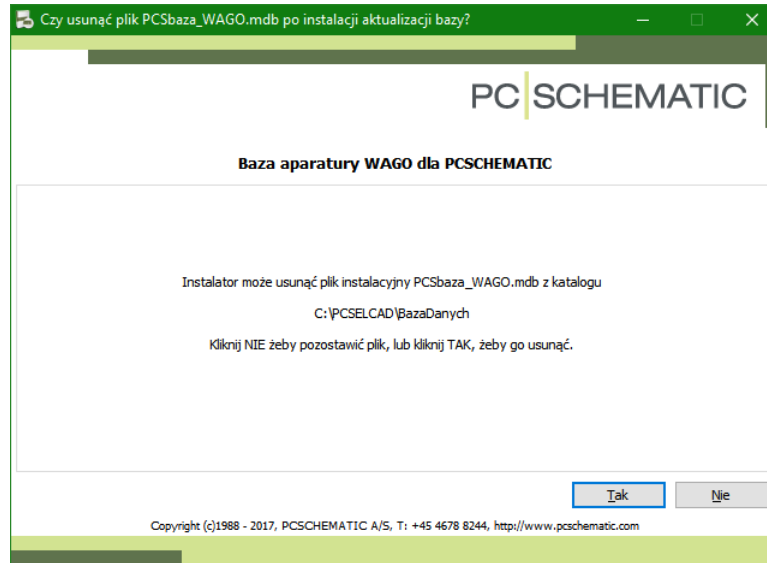 Czy usunąć plik PCSbaza_WAGO.mdb po instalacji aktualizacji bazy?
PC SCHEMATIC
Baza aparatury WAGO dla PCSCHEMATIC
Instalator może usunąć plik instalacyjny PCSbaza_WAGO.mdb z katalogu
C:\PCSELCAD\BazaDanych
Kliknij NIE żeby pozostawić plik, lub kliknij TAK, żeby go usunąć.
Tak Nie
Copyright (c)1988 - 2017, PCSCHEMATIC A/S, T: +45 4678 8244, http://www.pcschematic.com